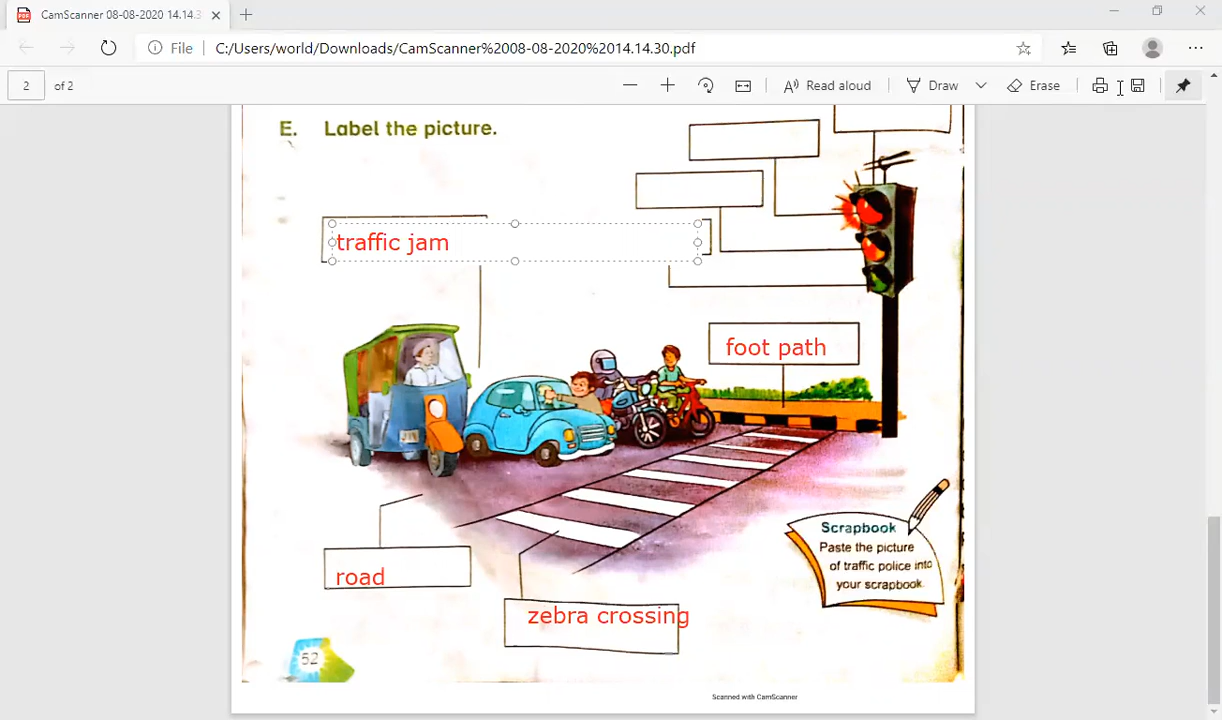 CamScanner 08-08-2020 14.14.3
File C:/Users/world/Downloads/CamScanner%2008-08-2020%2014.14.30.pdf
2 of 2
Read aloud
Draw
Erase
E. Label the picture.
traffic jam
foot path
road
zebra crossing
Scrapbook
Paste the picture
of traffic police into
your scrapbook.
52
Scanned with CamScanner